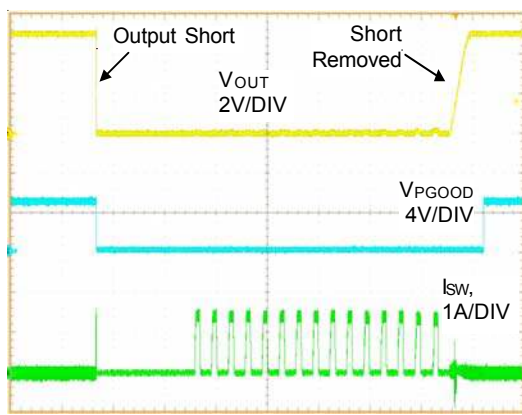 Output Short
Short
Removed
VOUT
2V/DIV
VPGOOD
4V/DIV
ISW,
1A/DIV